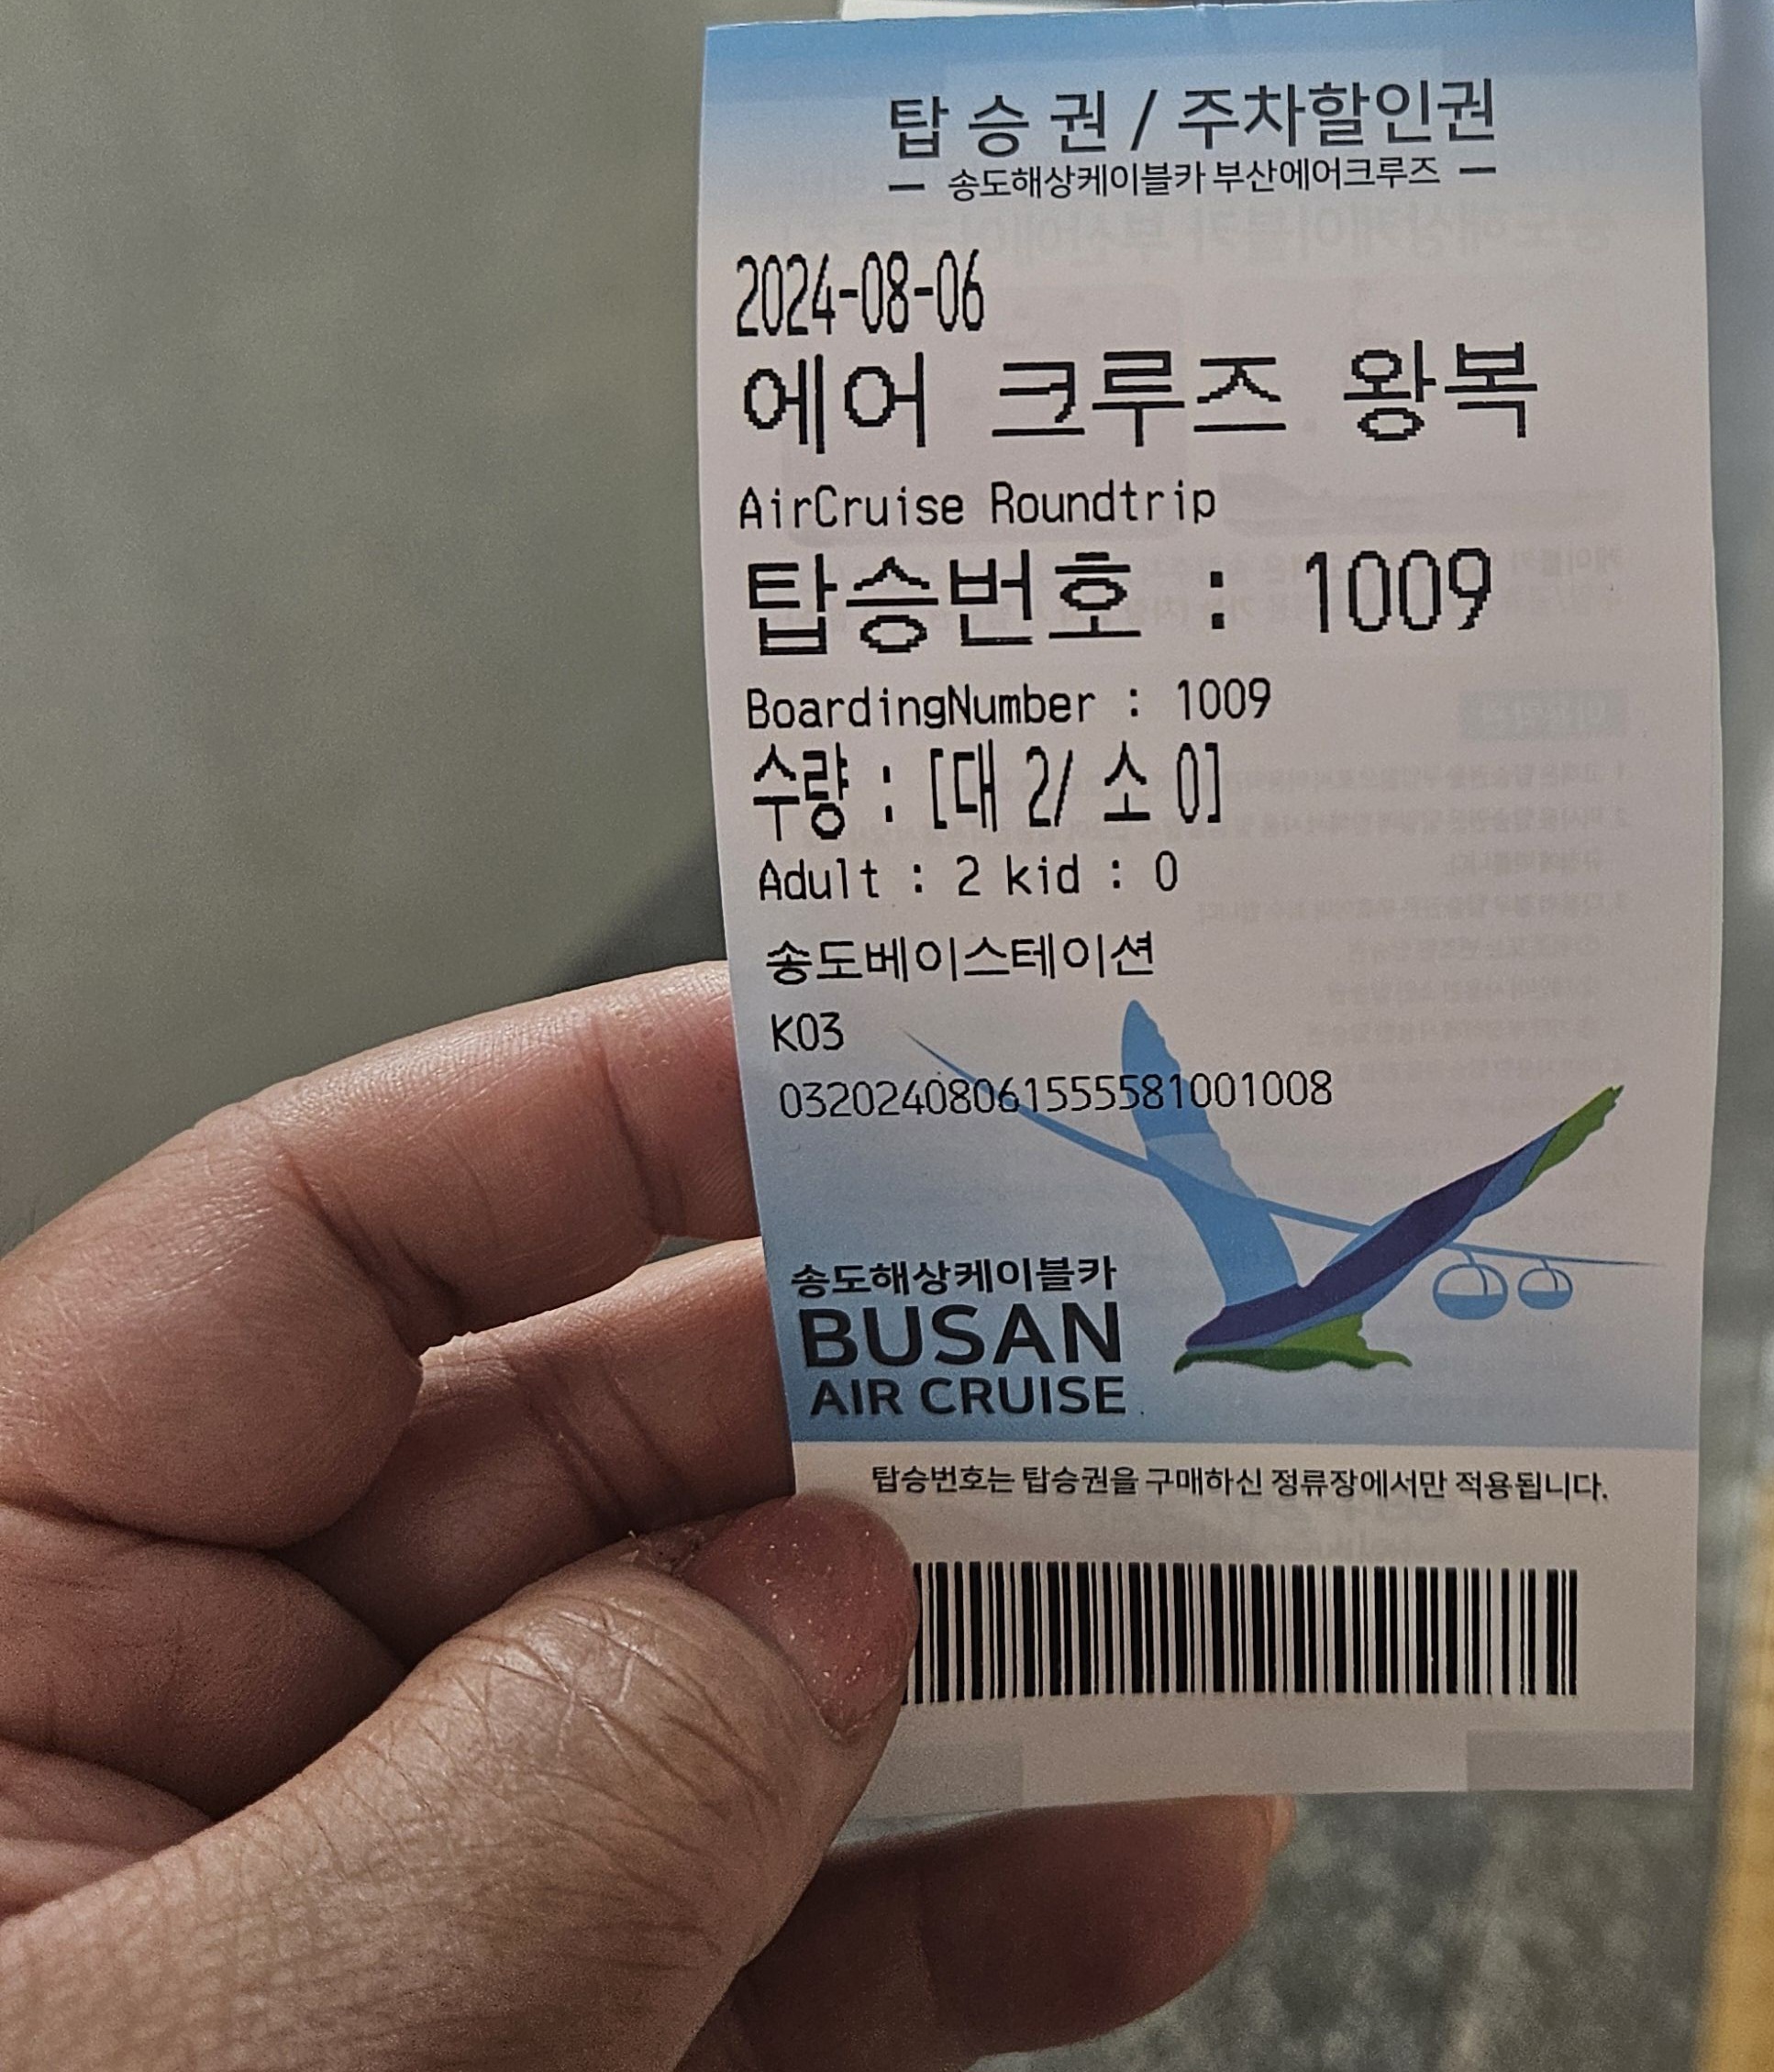 탑 승 권 / 주차할인권
송도해상케이블카 부산에어크루즈
2024-08-06
에어 크루즈 왕복
AirCruise Roundtrip
탑승번호 : 1009
BoardingNumber : 1009
수량 : [대 2/ 소 0]
Adult : 2 kid : 0
송도베이스테이션
K03
0320240806155558​1001008
송도해상케이블카
BUSAN
AIR CRUISE
탑승번호는 탑승권을 구매하신 정류장에서만 적용됩니다.